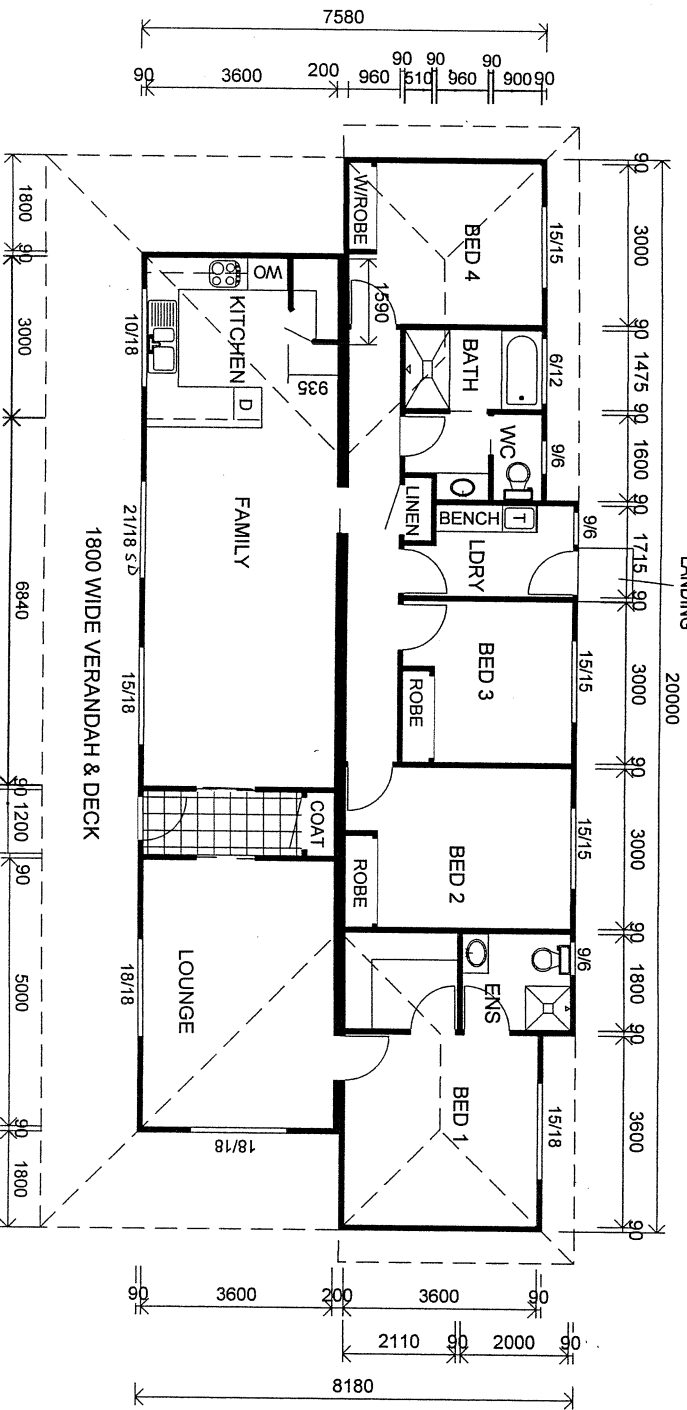 7580
90
3600
200
960
90
510
90
960
90
900
90
1800
90
3000
6840
90
1200
90
5000
90
1800
90
3000
90
1475
90
1600
90
1715
90
3000
90
3000
90
1800
90
3600
90
20000
LANDING
W/ROBE
BED 4
15/15
1590
WO
KITCHEN
10/18
D
935
BATH
6/12
WC
9/6
LINEN
BENCH
T
LDRY
9/6
FAMILY
21/18 SD
15/18
1800 WIDE VERANDAH & DECK
BED 3
ROBE
15/15
COAT
BED 2
ROBE
15/15
LOUNGE
18/18
18/18
ENS
9/6
BED 1
15/18
90
3600
200
3600
90
2110
90
2000
90
8180